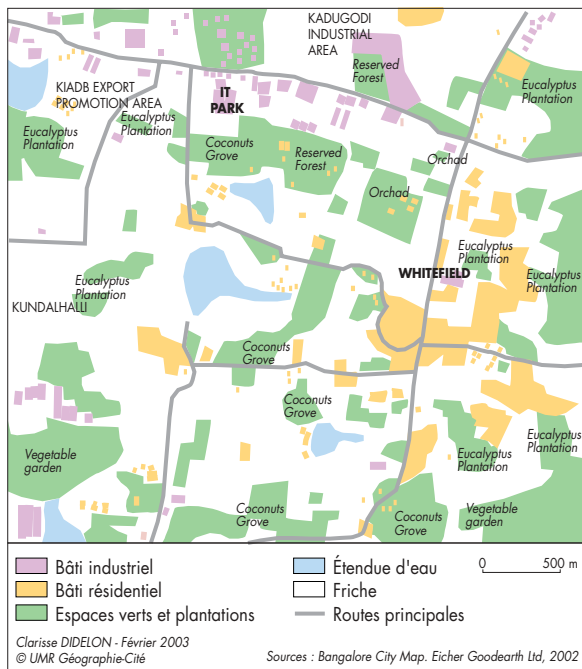 KADUGODI
INDUSTRIAL
AREA
KIADB EXPORT
PROMOTION AREA
IT
PARK
Reserved
Forest
Eucalyptus
Plantation
Eucalyptus
Plantation
Eucalyptus
Plantation
Coconuts
Grove
Reserved
Forest
Orchad
Orchad
Eucalyptus
Plantation
WHITEFIELD
Eucalyptus
Plantation
Eucalyptus
Plantation
KUNDALHALLI
Coconuts
Grove
Coconuts
Grove
Vegetable
garden
Eucalyptus
Plantation
Eucalyptus
Plantation
Coconuts
Grove
Coconuts
Grove
Vegetable
garden
Bâti industriel
Bâti résidentiel
Espaces verts et plantations
Étendue d'eau
Friche
Routes principales
0 500 m
Clarisse DIDELON - Février 2003
© UMR Géographie-Cité
Sources : Bangalore City Map. Eicher Goodearth Ltd, 2002